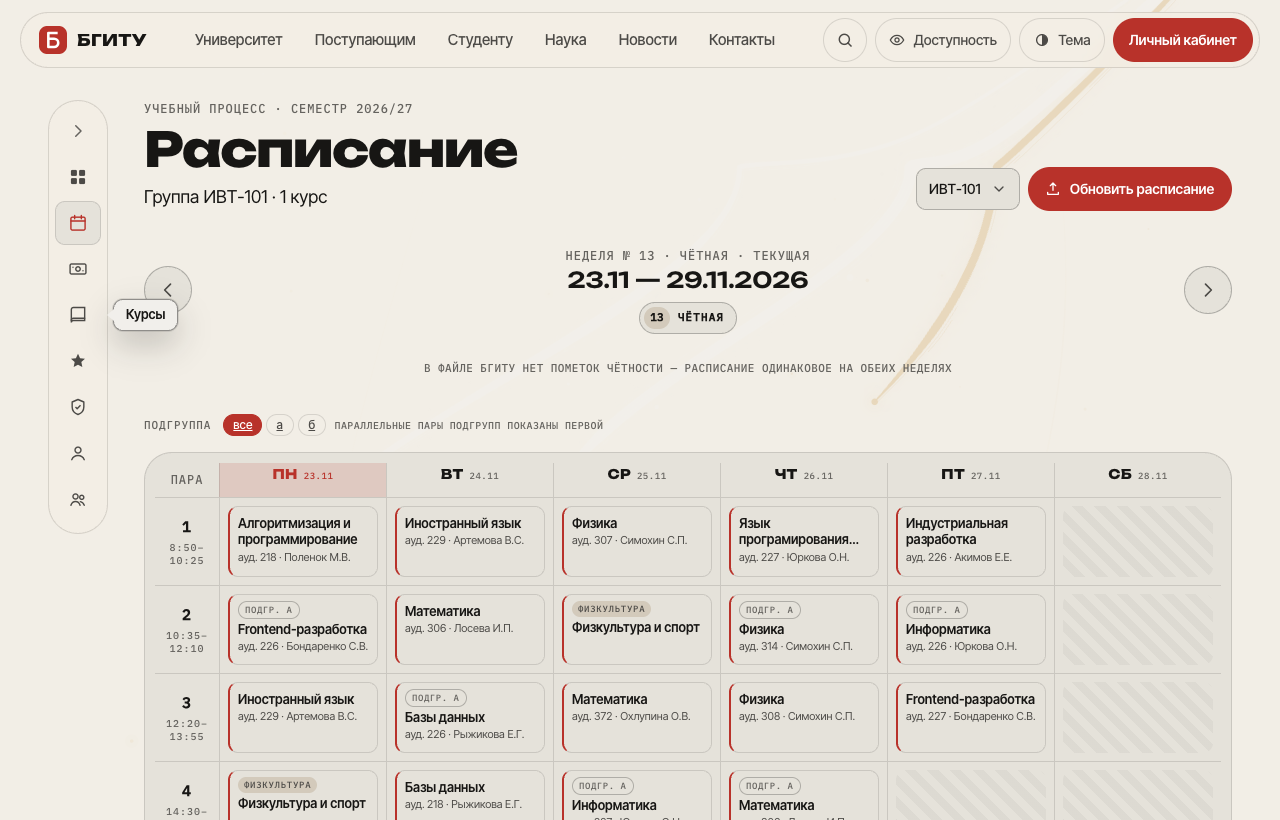 Б БГИТУ Университет Поступающим Студенту Наука Новости Контакты Доступность Тема Личный кабинет
УЧЕБНЫЙ ПРОЦЕСС · СЕМЕСТР 2026/27
Расписание
Группа ИВТ-101 · 1 курс
ИВТ-101 Обновить расписание
НЕДЕЛЯ № 13 · ЧЁТНАЯ · ТЕКУЩАЯ
23.11 — 29.11.2026
Курсы
13 ЧЁТНАЯ
В ФАЙЛЕ БГИТУ НЕТ ПОМЕТОК ЧЁТНОСТИ — РАСПИСАНИЕ ОДИНАКОВОЕ НА ОБЕИХ НЕДЕЛЯХ
ПОДГРУППА все а б ПАРАЛЛЕЛЬНЫЕ ПАРЫ ПОДГРУПП ПОКАЗАНЫ ПЕРВОЙ
ПАРА ПН 23.11 ВТ 24.11 СР 25.11 ЧТ 26.11 ПТ 27.11 СБ 28.11
1
8:50–
10:25
Алгоритмизация и
программирование
ауд. 218 · Поленок М.В.
Иностранный язык
ауд. 229 · Артемова В.С.
Физика
ауд. 307 · Симохин С.П.
Язык
програмирования…
ауд. 227 · Юркова О.Н.
Индустриальная
разработка
ауд. 226 · Акимов Е.Е.
2
10:35–
12:10
ПОДГР. А
Frontend-разработка
ауд. 226 · Бондаренко С.В.
Математика
ауд. 306 · Лосева И.П.
ФИЗКУЛЬТУРА
Физкультура и спорт
ПОДГР. А
Физика
ауд. 314 · Симохин С.П.
ПОДГР. А
Информатика
ауд. 226 · Юркова О.Н.
3
12:20–
13:55
Иностранный язык
ауд. 229 · Артемова В.С.
ПОДГР. А
Базы данных
ауд. 226 · Рыжикова Е.Г.
Математика
ауд. 372 · Охлупина О.В.
Физика
ауд. 308 · Симохин С.П.
Frontend-разработка
ауд. 227 · Бондаренко С.В.
4
14:30–
ФИЗКУЛЬТУРА
Физкультура и спорт
Базы данных
ауд. 218 · Рыжикова Е.Г.
ПОДГР. А
Информатика
ПОДГР. А
Математика